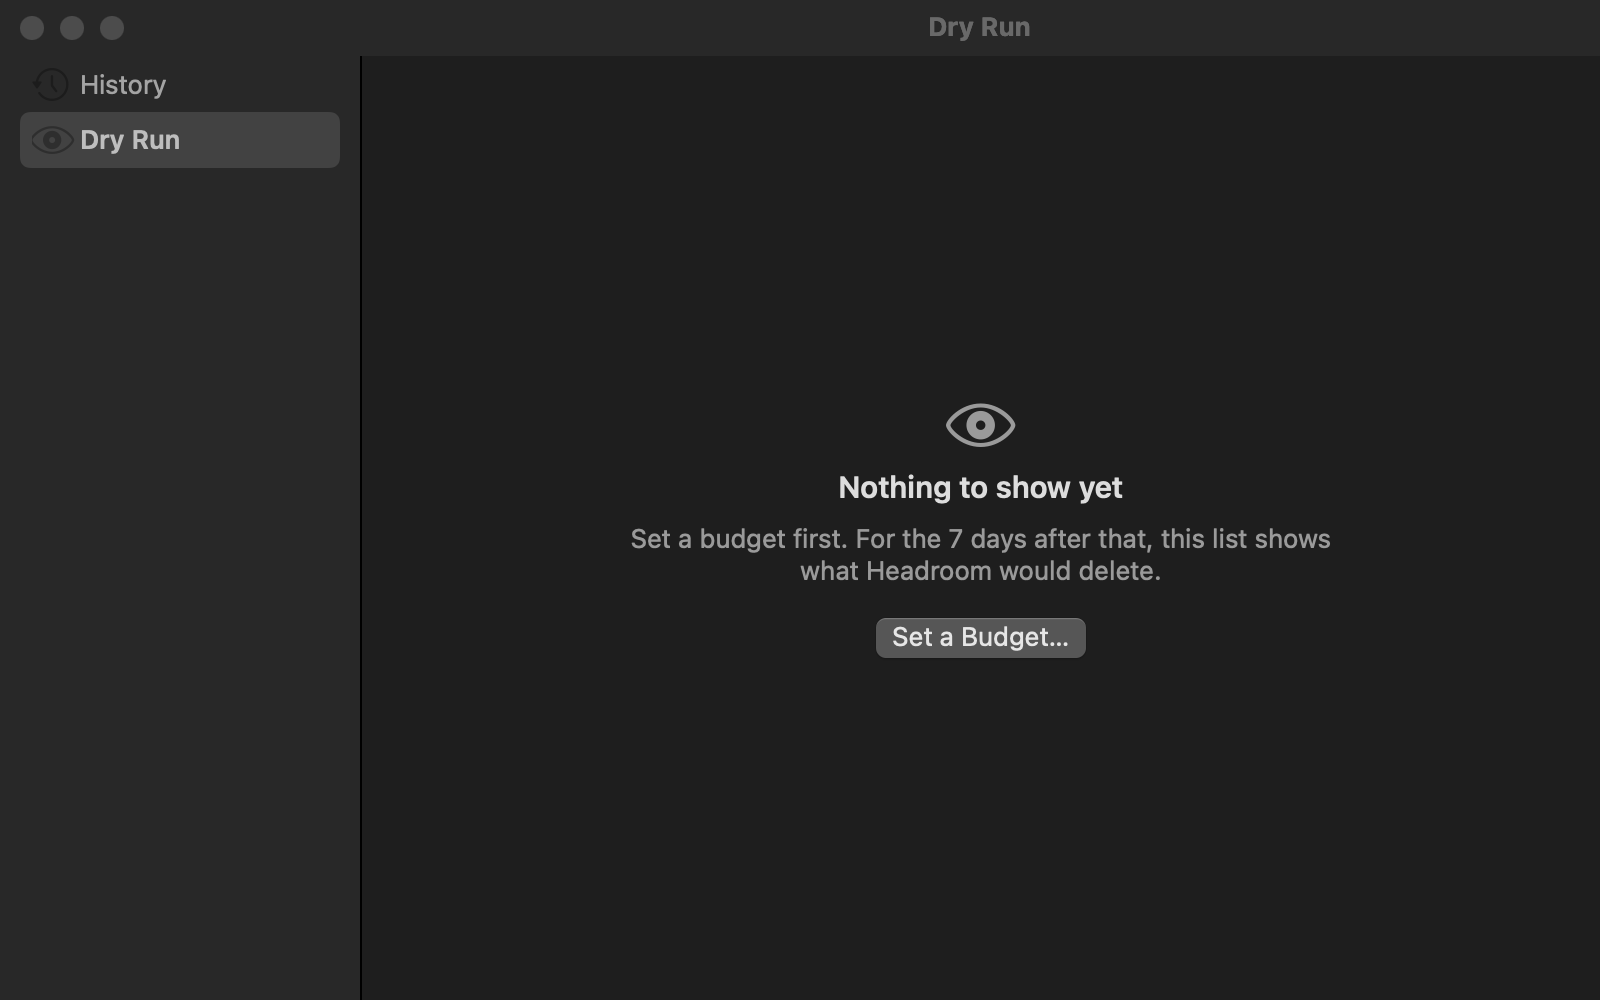 Dry Run
History
Dry Run
Nothing to show yet
Set a budget first. For the 7 days after that, this list shows
what Headroom would delete.
Set a Budget...